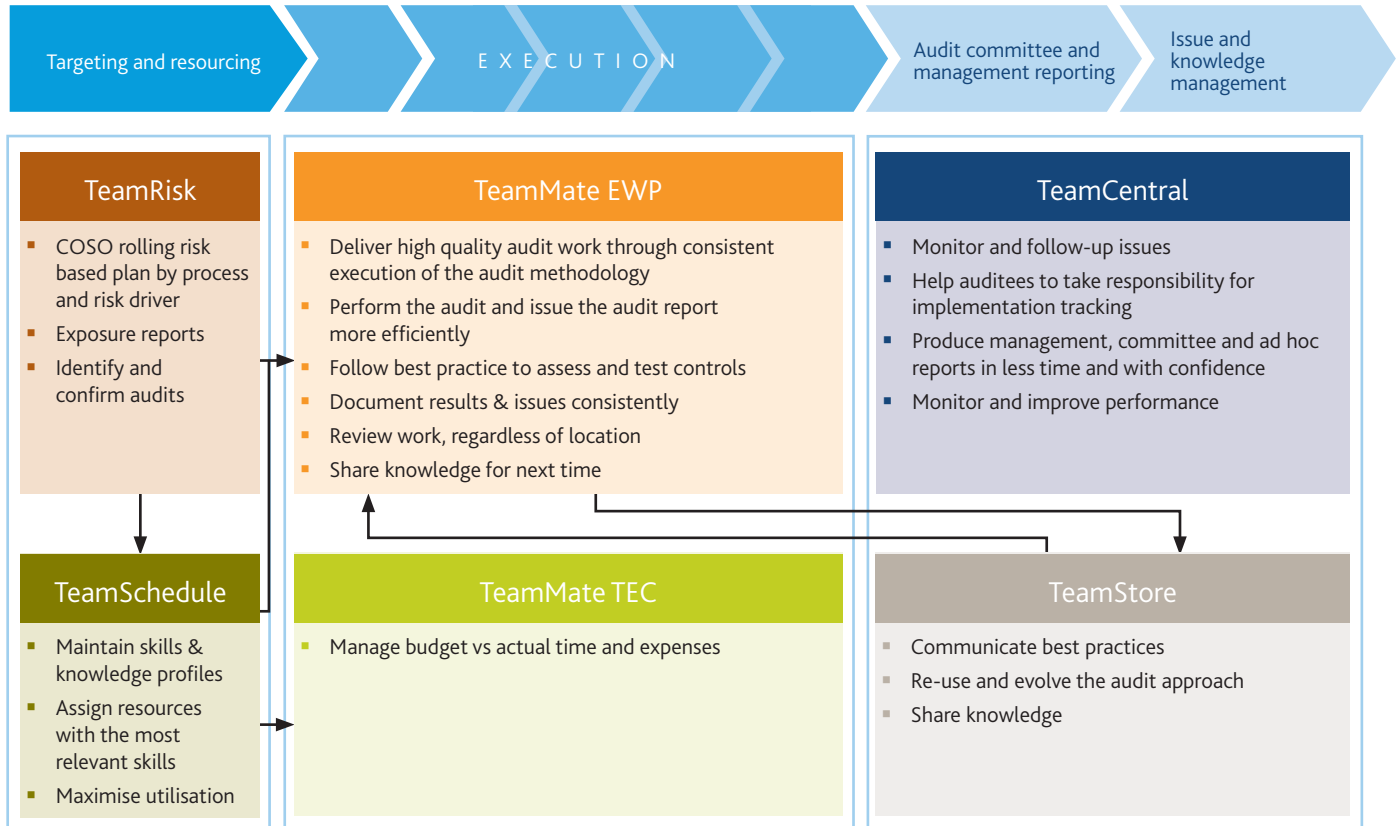 Targeting and resourcing
EXECUTION
Audit committee and
management reporting
Issue and
knowledge
management
TeamRisk
▪ COSO rolling risk
based plan by process
and risk driver
▪ Exposure reports
▪ Identify and
confirm audits
TeamMate EWP
▪ Deliver high quality audit work through consistent
execution of the audit methodology
▪ Perform the audit and issue the audit report
more efficiently
▪ Follow best practice to assess and test controls
▪ Document results & issues consistently
▪ Review work, regardless of location
▪ Share knowledge for next time
TeamCentral
▪ Monitor and follow-up issues
▪ Help auditees to take responsibility for
implementation tracking
▪ Produce management, committee and ad hoc
reports in less time and with confidence
▪ Monitor and improve performance
TeamSchedule
▪ Maintain skills &
knowledge profiles
▪ Assign resources
with the most
relevant skills
▪ Maximise utilisation
TeamMate TEC
▪ Manage budget vs actual time and expenses
TeamStore
▪ Communicate best practices
▪ Re-use and evolve the audit approach
▪ Share knowledge